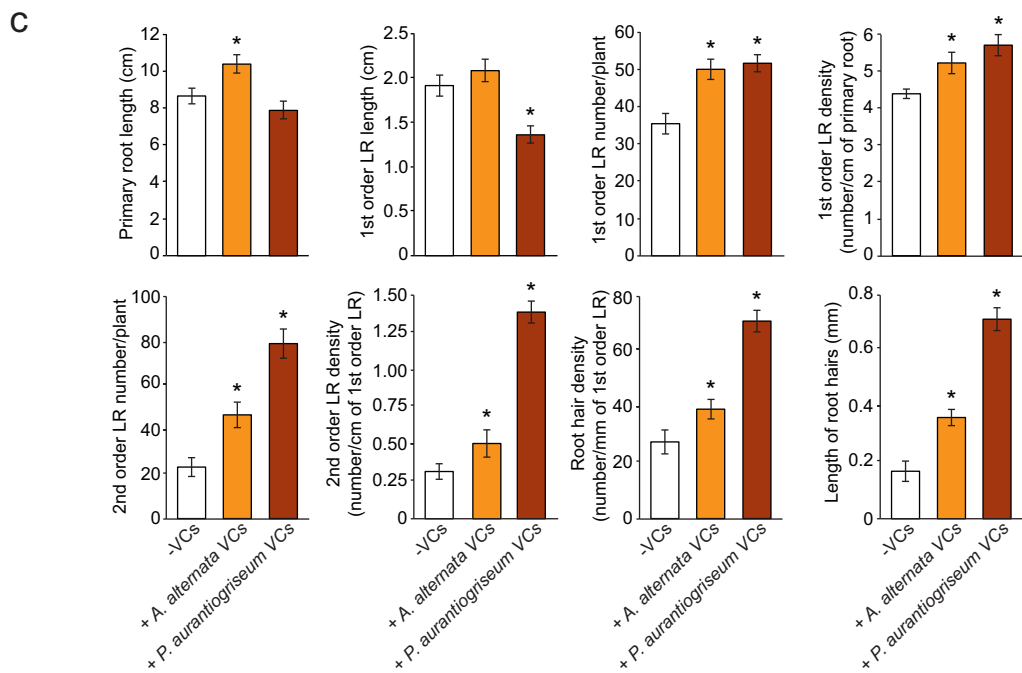 C
Primary root length (cm)
12
10
8
6
4
2
0
*
1st order LR length (cm)
2.5
2.0
1.5
1.0
0.5
0
*
1st order LR number/plant
60
50
40
30
20
10
0
*
*
1st order LR density
(number/cm of primary root)
6
5
4
3
2
1
0
*
*
2nd order LR number/plant
100
80
60
40
20
0
*
*
2nd order LR density
(number/cm of 1st order LR)
1.50
1.25
1.00
0.50
0.25
0
*
*
Root hair density
(number/mm of 1st order LR)
80
60
40
20
0
*
*
Length of root hairs (mm)
0.8
0.6
0.4
0.2
0
*
*
-VCs
+ A. alternata VCs
+ P. aurantiogriseum VCs
-VCs
+ A. alternata VCs
+ P. aurantiogriseum VCs
-VCs
+ A. alternata VCs
+ P. aurantiogriseum VCs
-VCs
+ A. alternata VCs
+ P. aurantiogriseum VCs